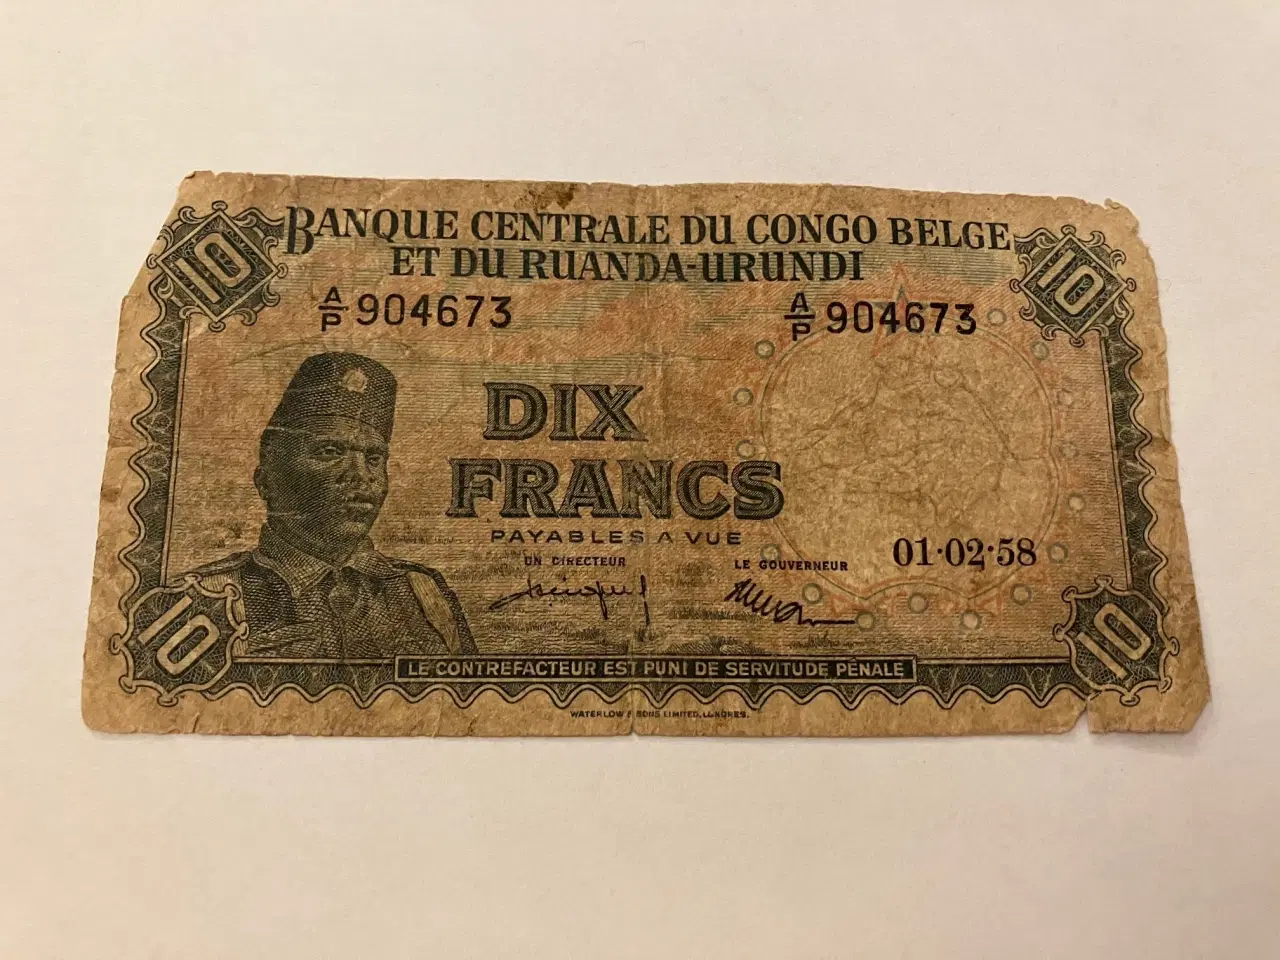 10
BANQUE CENTRALE DU CONGO BELGE
10
ET DU RUANDA-URUNDI
A/P 904673
A/P 904673
DIX
FRANCS
PAYABLES A VUE
UN DIRECTEUR
LE GOUVERNEUR
01·02·58
10
10
LE CONTREFACTEUR EST PUNI DE SERVITUDE PÉNALE
WATERLOW & SONS LIMITED, LONDRES.